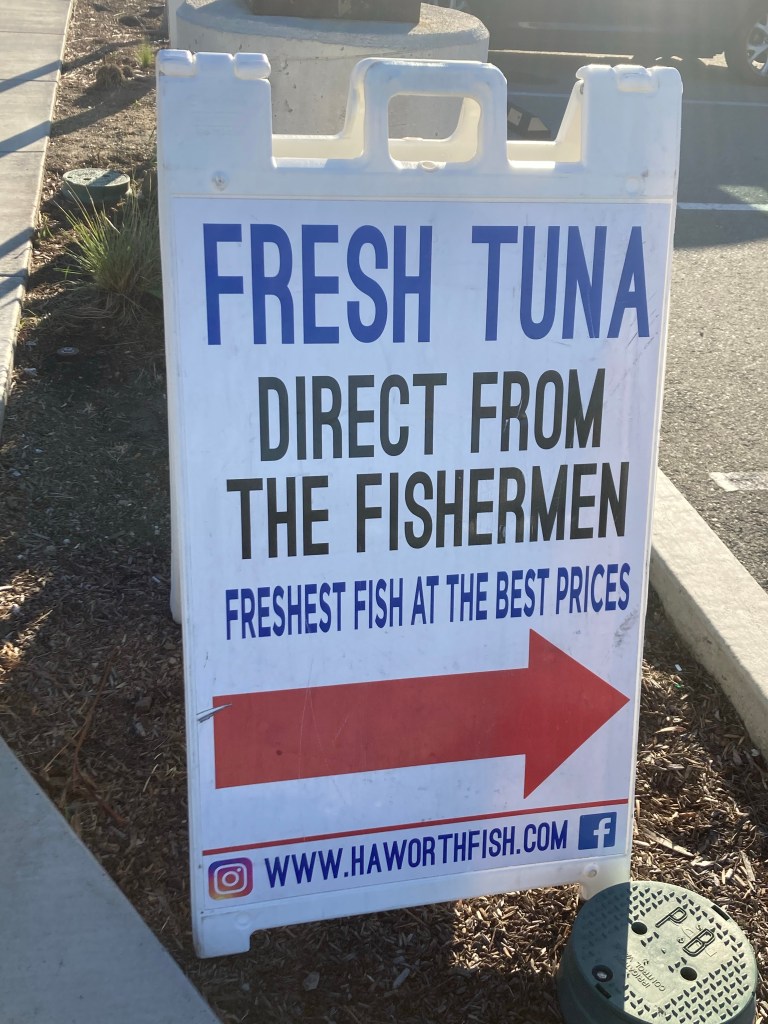 FRESH TUNA
DIRECT FROM
THE FISHERMEN
FRESHEST FISH AT THE BEST PRICES
WWW.HAWORTHFISH.COM f